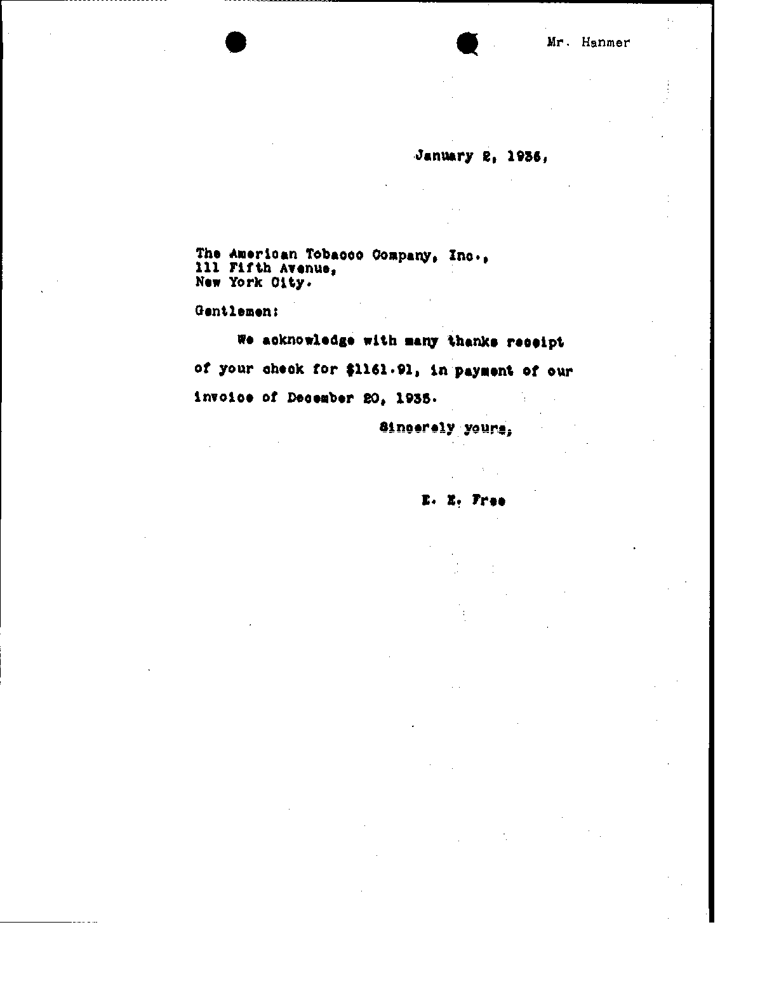 Mr. Hanmer
January 2, 1936,
The American Tobacco Company, Inc.,
111 Fifth Avenue,
New York City.
Gentlemen:
We acknowledge with many thanks receipt
of your check for $1161.91, in payment of our
invoice of December 20, 1935.
Sincerely yours,
E. E. Free